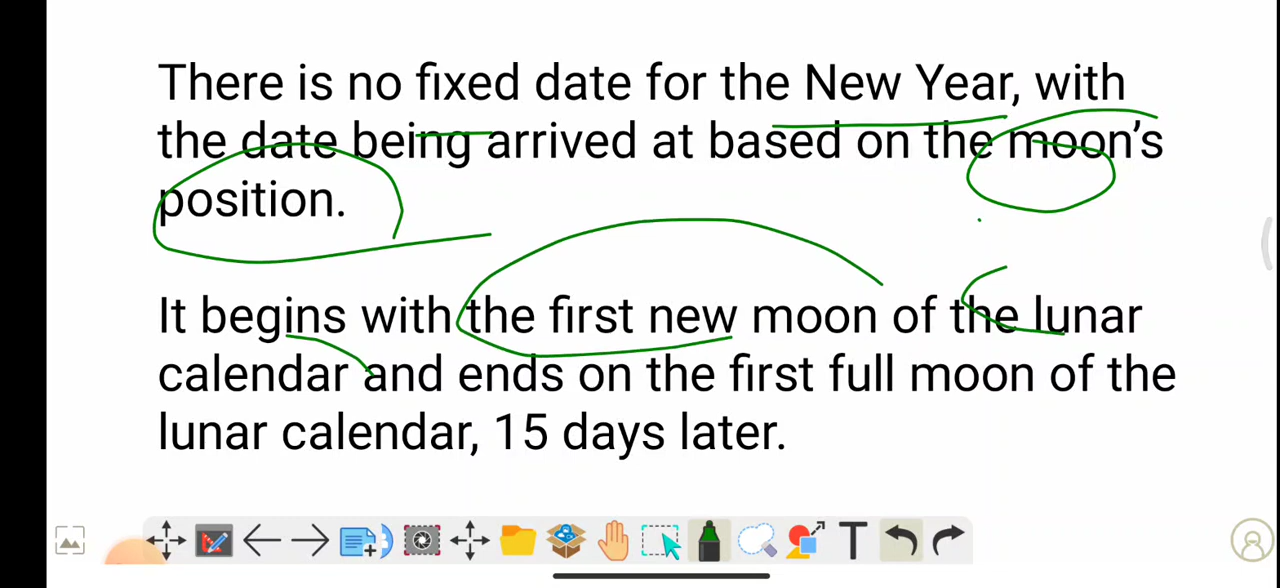 There is no fixed date for the New Year, with
the date being arrived at based on the moon’s
position.
It begins with the first new moon of the lunar
calendar and ends on the first full moon of the
lunar calendar, 15 days later.
T